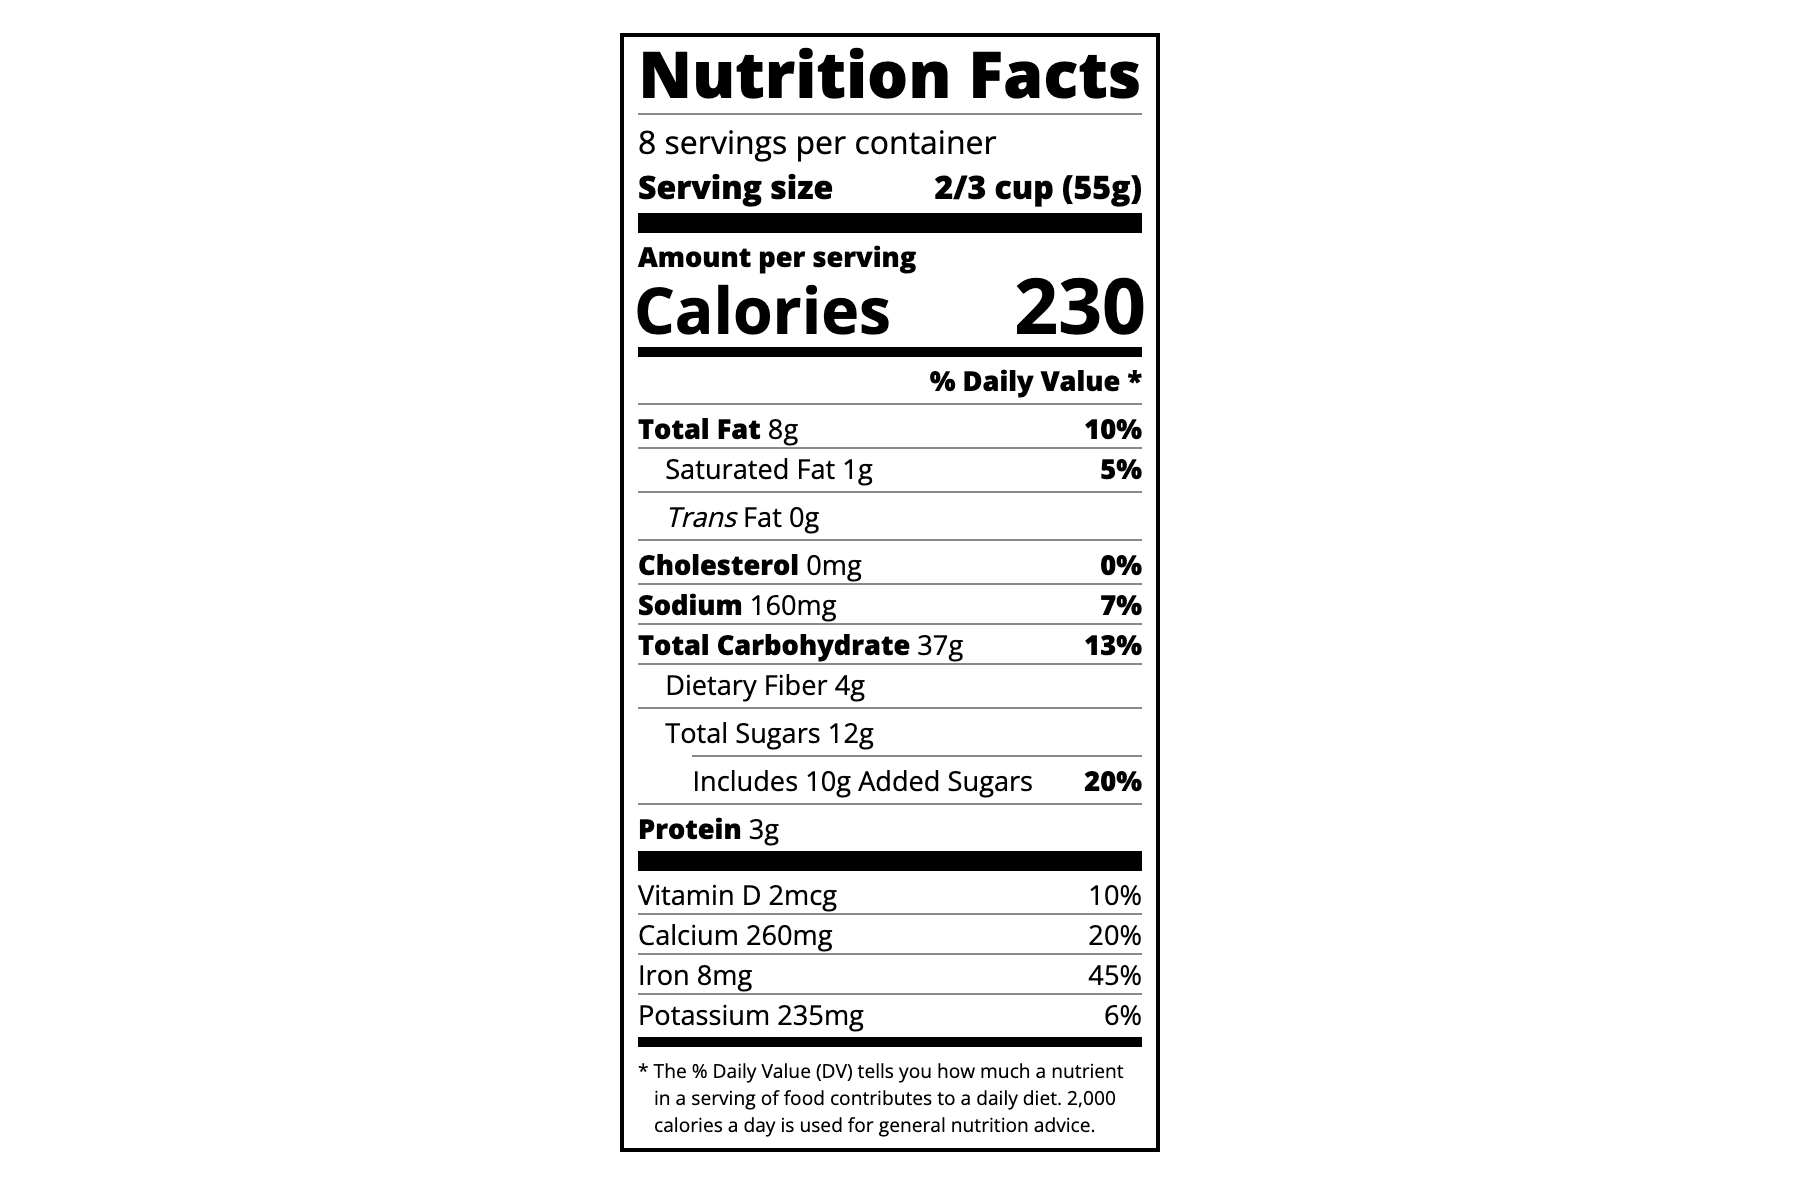 Nutrition Facts
8 servings per container
Serving size 2/3 cup (55g)
Amount per serving
Calories 230
% Daily Value *
Total Fat 8g 10%
Saturated Fat 1g 5%
Trans Fat 0g
Cholesterol 0mg 0%
Sodium 160mg 7%
Total Carbohydrate 37g 13%
Dietary Fiber 4g
Total Sugars 12g
Includes 10g Added Sugars 20%
Protein 3g
Vitamin D 2mcg 10%
Calcium 260mg 20%
Iron 8mg 45%
Potassium 235mg 6%
* The % Daily Value (DV) tells you how much a nutrient
in a serving of food contributes to a daily diet. 2,000
calories a day is used for general nutrition advice.